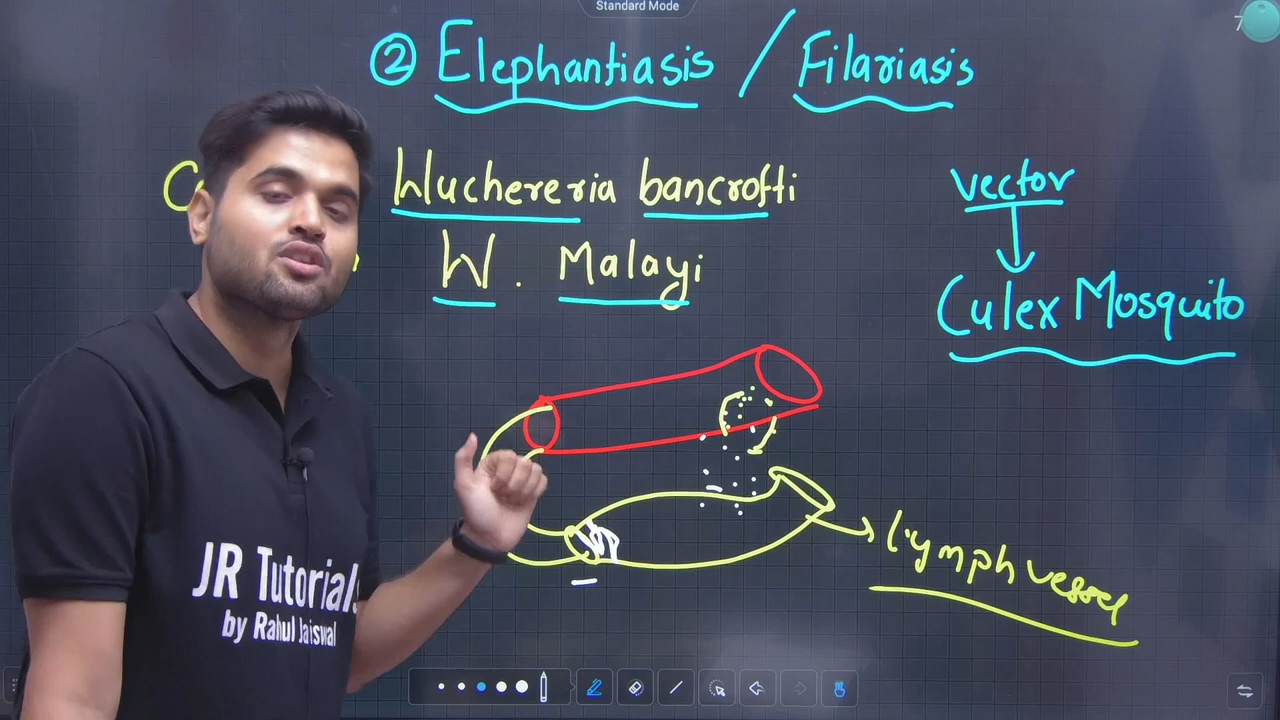 Standard Mode
② Elephantiasis / Filariasis
Wuchereria bancrofti
W. Malayi
vector
Culex Mosquito
lymph vessel
JR Tutorials
by Rahul Jaiswal